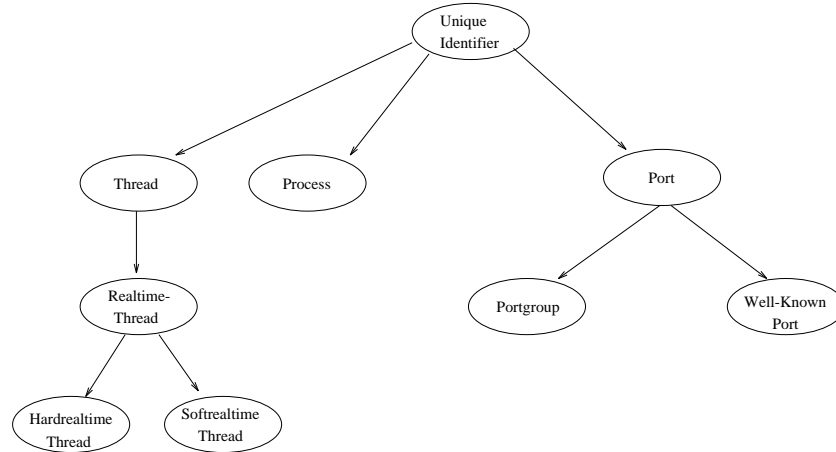 Unique
Identifier
Thread
Process
Port
Realtime-
Thread
Portgroup
Well-Known
Port
Hardrealtime
Thread
Softrealtime
Thread